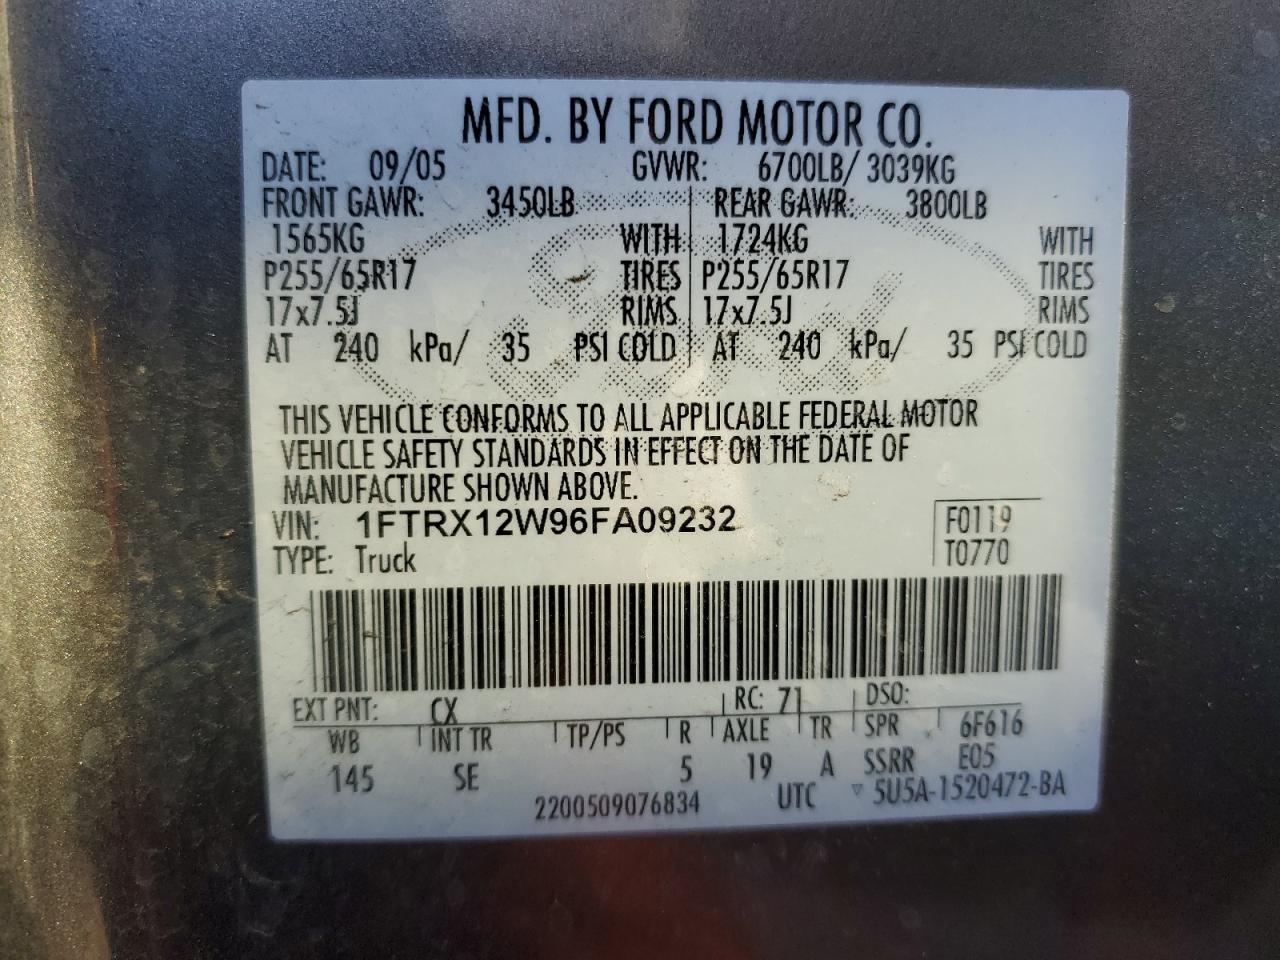 MFD. BY FORD MOTOR CO.
DATE: 09/05 GVWR: 6700LB/ 3039KG
FRONT GAWR: 3450LB REAR GAWR: 3800LB
1565KG WITH 1724KG WITH
P255/65R17 TIRES P255/65R17 TIRES
17x7.5J RIMS 17x7.5J RIMS
AT 240 kPa/ 35 PSI COLD AT 240 kPa/ 35 PSI COLD
THIS VEHICLE CONFORMS TO ALL APPLICABLE FEDERAL MOTOR
VEHICLE SAFETY STANDARDS IN EFFECT ON THE DATE OF
MANUFACTURE SHOWN ABOVE.
VIN: 1FTRX12W96FA09232 F0119
TYPE: Truck T0770
EXT PNT: CX RC: 71 DSO:
WB INT TR TP/PS R AXLE TR SPR 6F616
145 SE 5 19 A SSRR E05
2200509076834 UTC ▽ 5U5A-1520472-BA